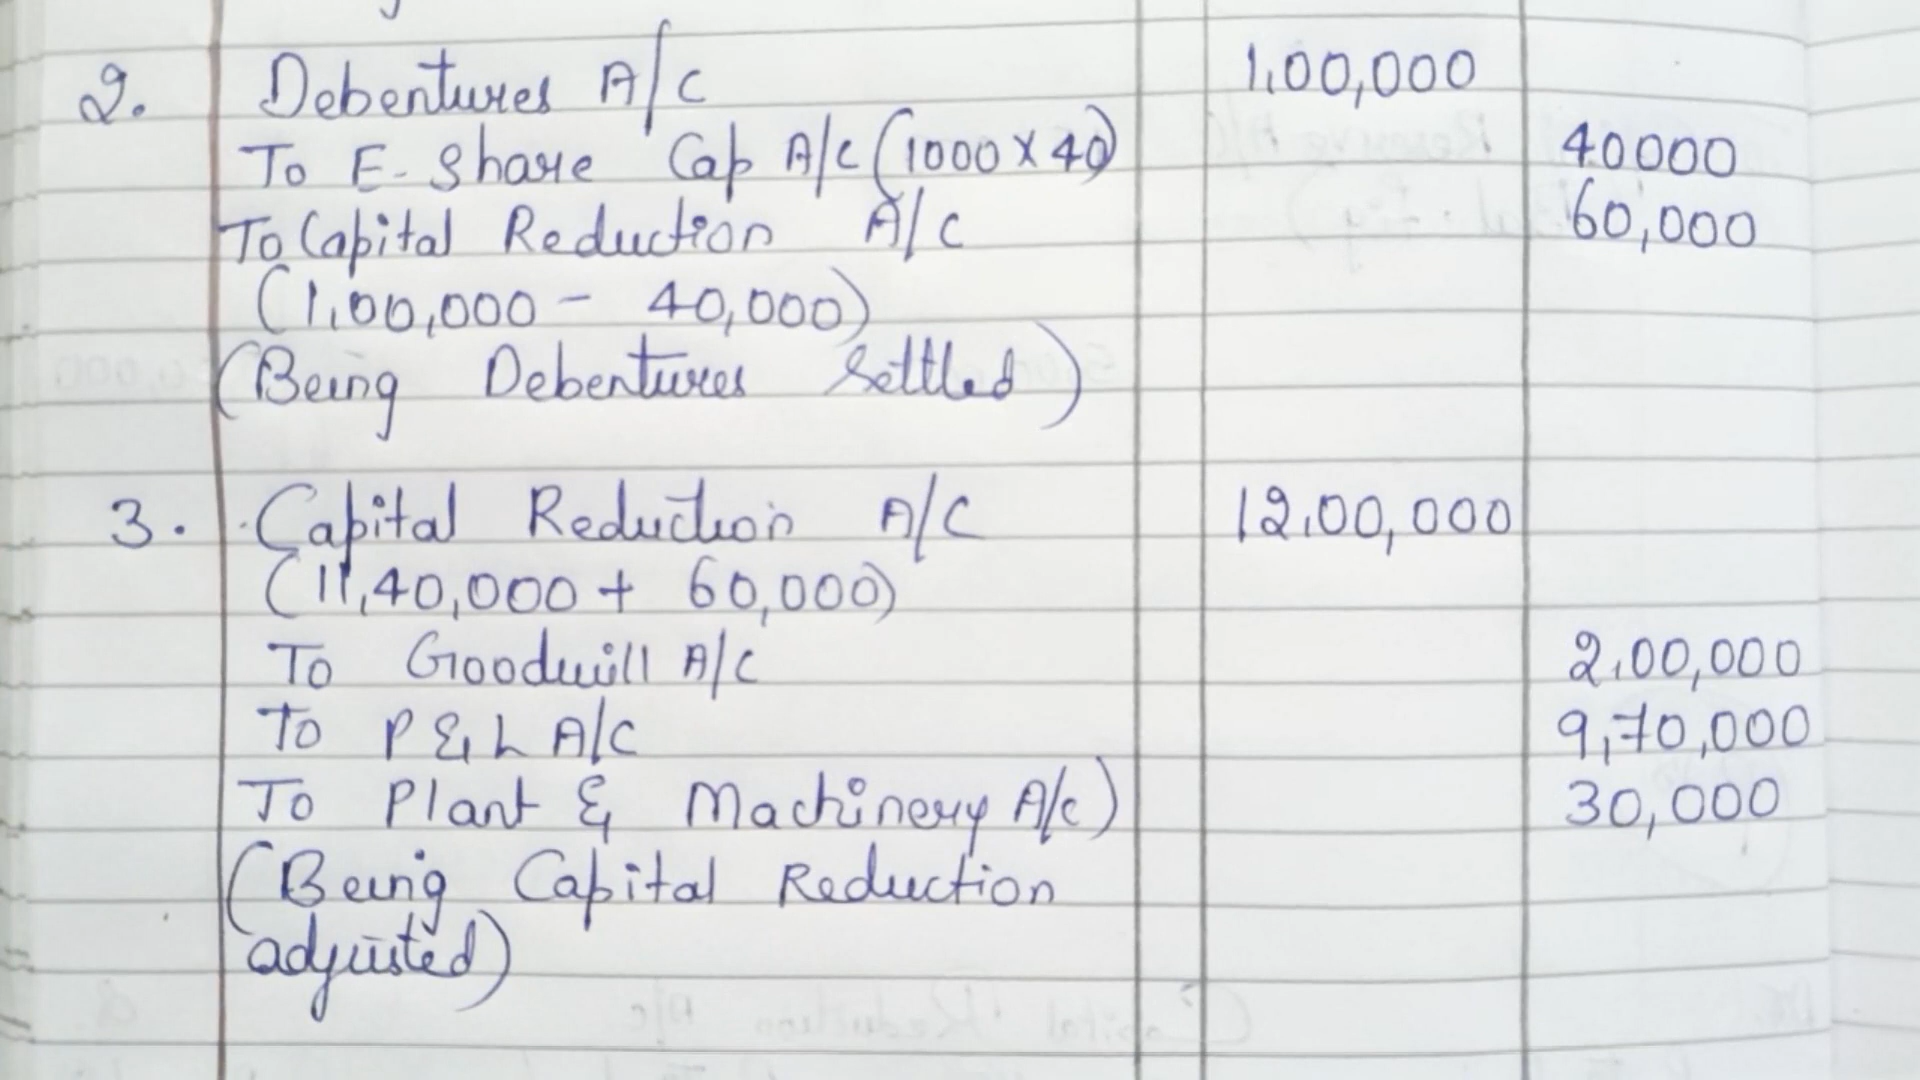 2. Debentures A/c 1,00,000
To E-Share Cap A/c (1000 x 40) 40000
To Capital Reduction A/c 60,000
(1,00,000 - 40,000)
(Being Debentures Settled)
3. Capital Reduction A/C 12,00,000
(11,40,000 + 60,000)
To Goodwill A/C 2,00,000
To P & L A/C 9,70,000
To Plant & Machinery A/c) 30,000
(Being Capital Reduction
adjusted)